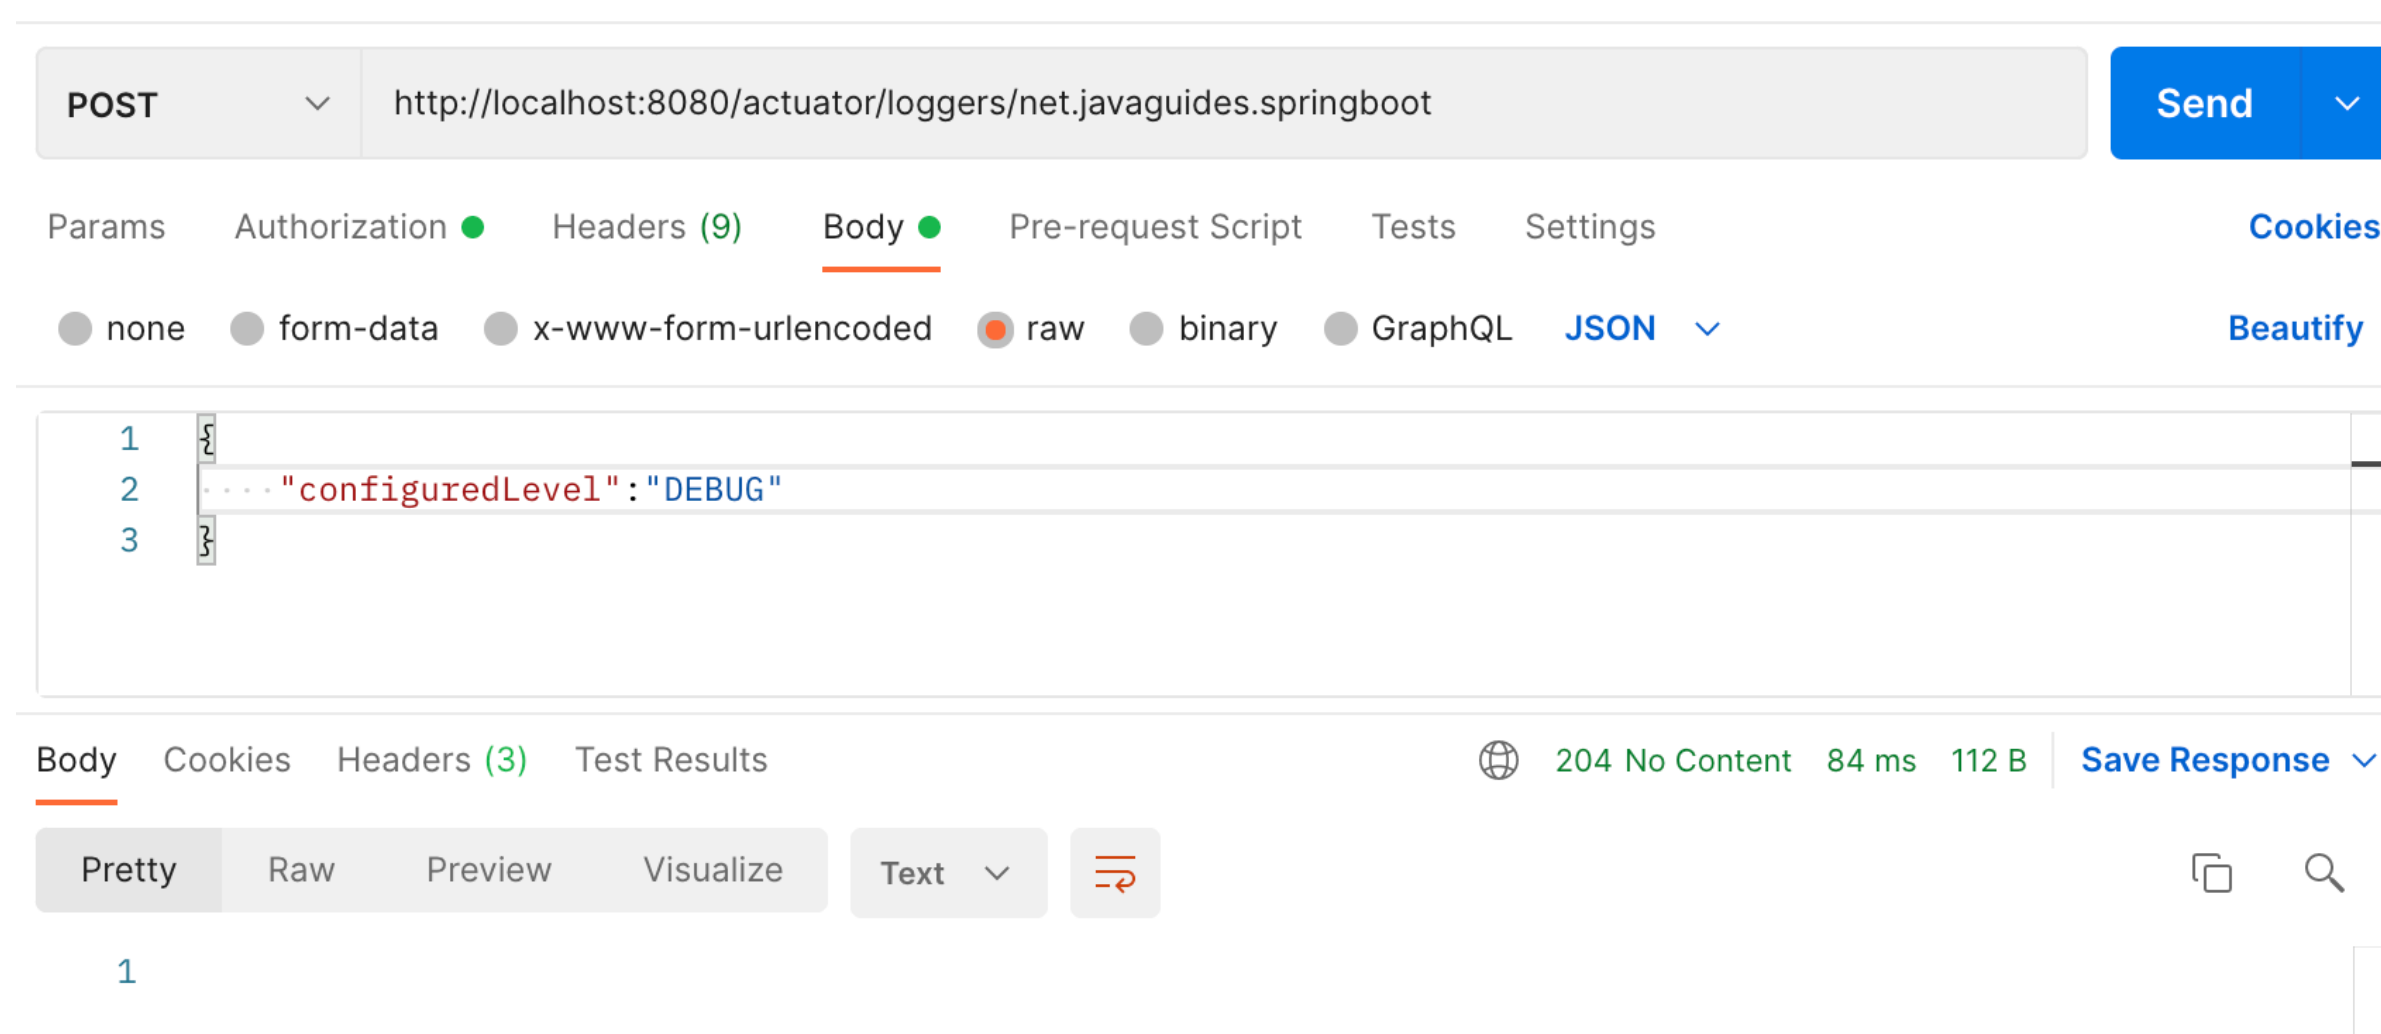 POST http://localhost:8080/actuator/loggers/net.javaguides.springboot Send
Params Authorization Headers (9) Body Pre-request Script Tests Settings Cookies
none form-data x-www-form-urlencoded raw binary GraphQL JSON Beautify
1 {
2 ····"configuredLevel":"DEBUG"
3 }
Body Cookies Headers (3) Test Results 204 No Content 84 ms 112 B Save Response
Pretty Raw Preview Visualize Text
1